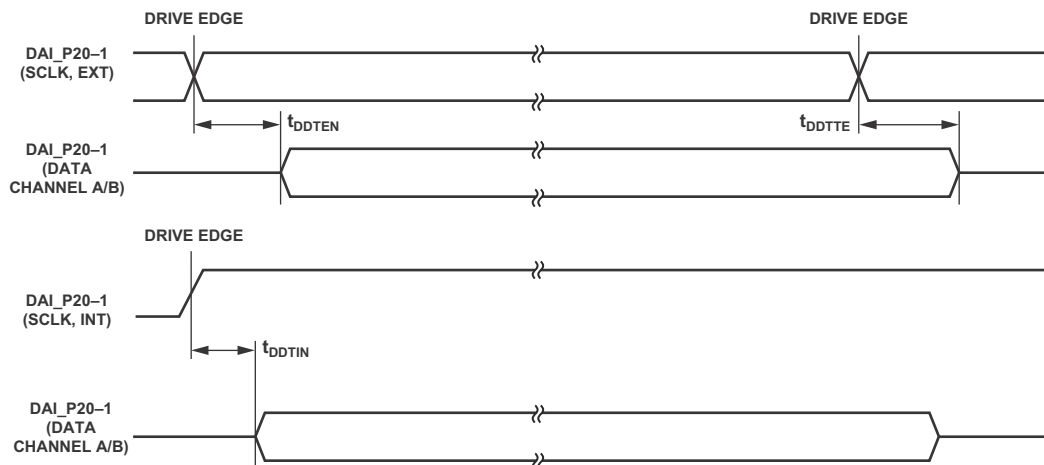 DRIVE EDGE
DRIVE EDGE
DAI_P20–1
(SCLK, EXT)
tDDTEN
tDDTTE
DAI_P20–1
(DATA
CHANNEL A/B)
DRIVE EDGE
DAI_P20–1
(SCLK, INT)
tDDTIN
DAI_P20–1
(DATA
CHANNEL A/B)